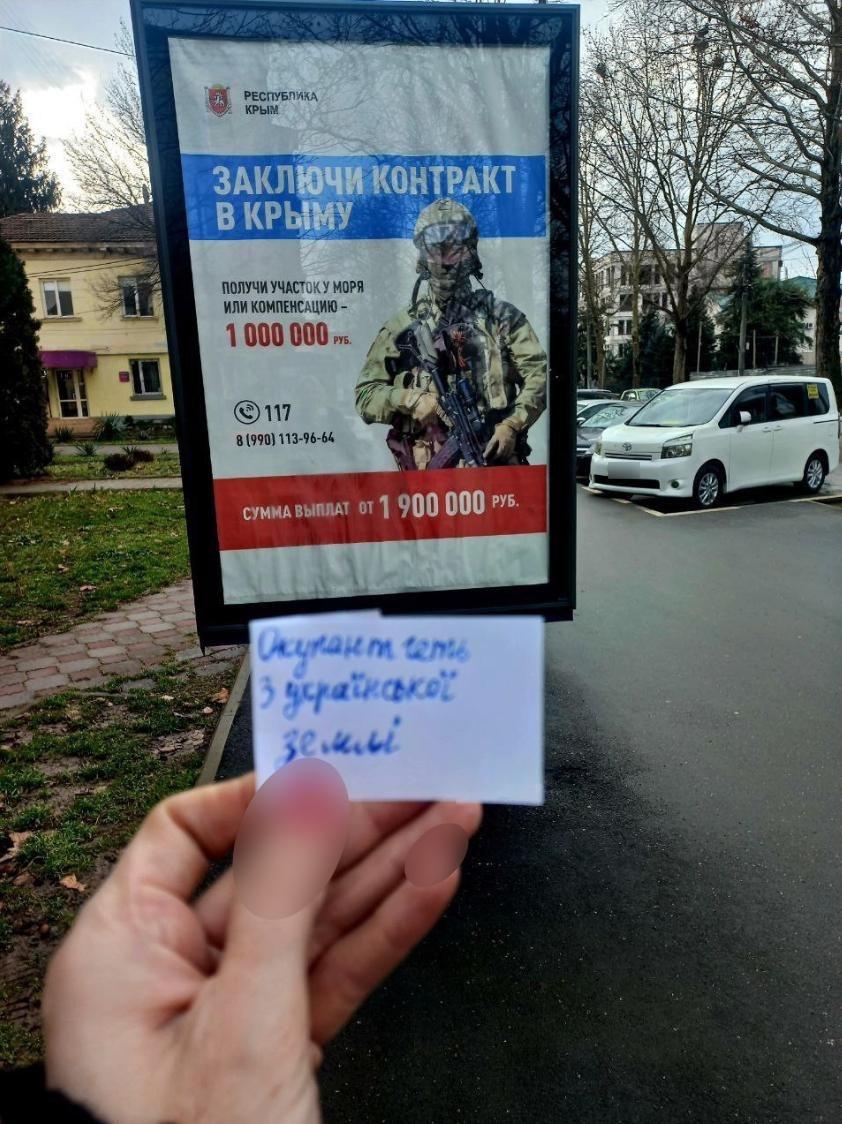 РЕСПУБЛИКА
КРЫМ
ЗАКЛЮЧИ КОНТРАКТ
В КРЫМУ
ПОЛУЧИ УЧАСТОК У МОРЯ
ИЛИ КОМПЕНСАЦИЮ –
1 000 000 РУБ.
117
8 (990) 113-96-64
СУММА ВЫПЛАТ ОТ 1 900 000 РУБ.
Окупант геть
з української
землі